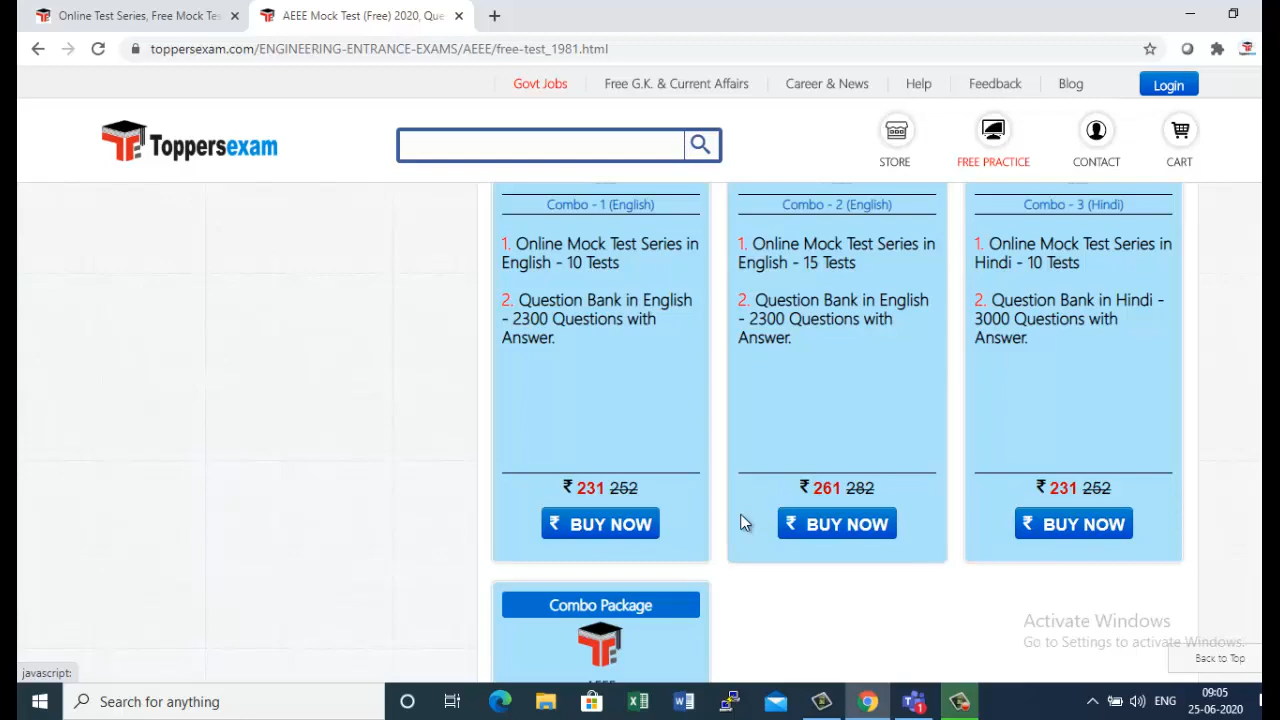 Online Test Series, Free Mock Tes
AEEE Mock Test (Free) 2020, Que
toppersexam.com/ENGINEERING-ENTRANCE-EXAMS/AEEE/free-test_1981.html
Govt Jobs
Free G.K. & Current Affairs
Career & News
Help
Feedback
Blog
Login
Toppersexam
STORE
FREE PRACTICE
CONTACT
CART
Combo - 1 (English)
1. Online Mock Test Series in
English - 10 Tests
2. Question Bank in English
- 2300 Questions with
Answer.
₹ 231 252
₹ BUY NOW
Combo - 2 (English)
1. Online Mock Test Series in
English - 15 Tests
2. Question Bank in English
- 2300 Questions with
Answer.
₹ 261 282
₹ BUY NOW
Combo - 3 (Hindi)
1. Online Mock Test Series in
Hindi - 10 Tests
2. Question Bank in Hindi -
3000 Questions with
Answer.
₹ 231 252
₹ BUY NOW
Combo Package
Activate Windows
Go to Settings to activate Windows.
Back to Top
javascript:
Search for anything
ENG
09:05
25-06-2020